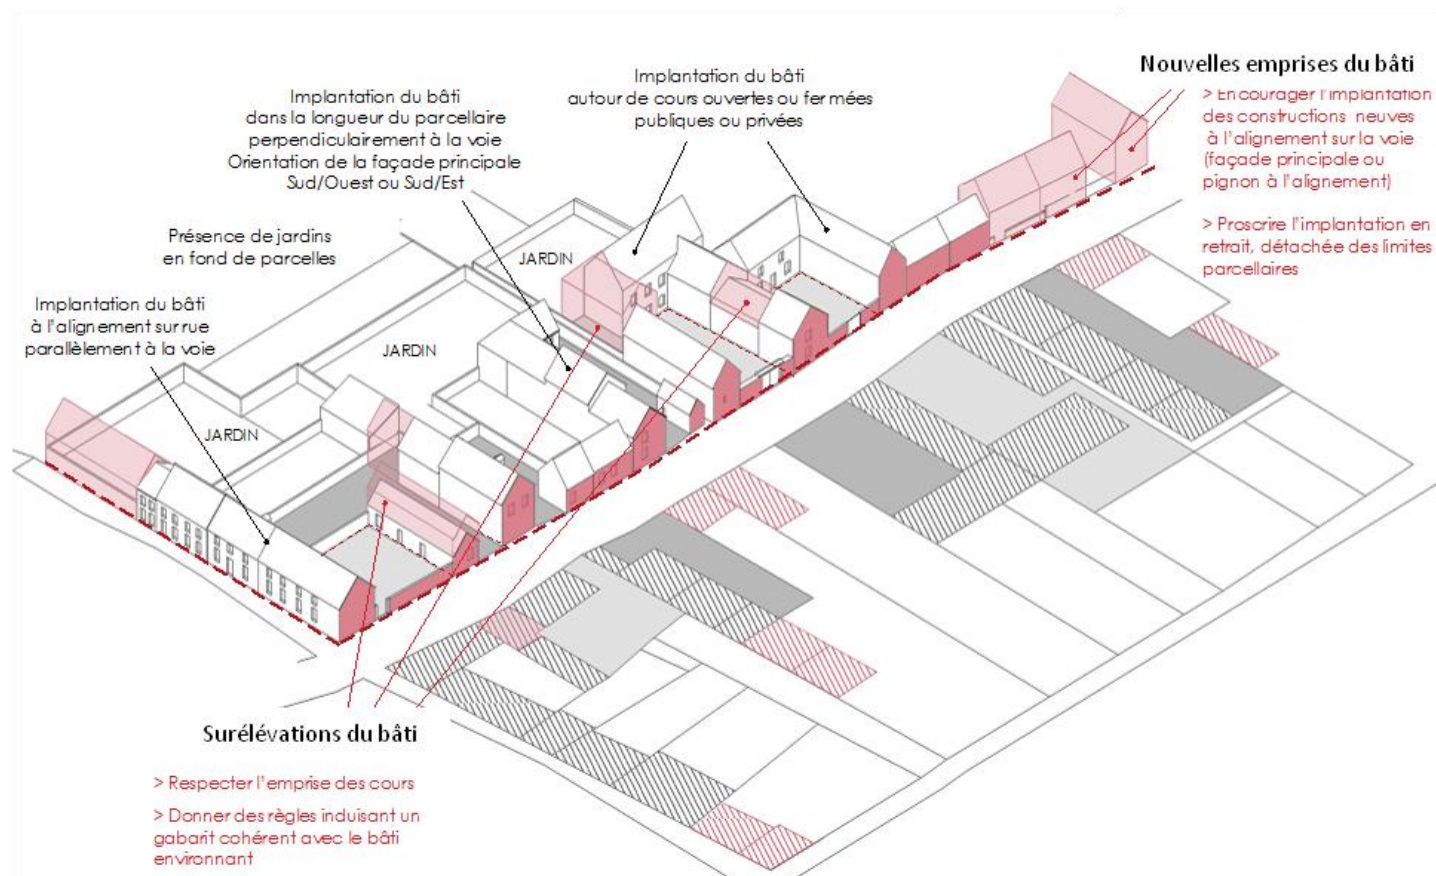 Nouvelles emprises du bâti
> Encourager l'implantation
des constructions neuves
à l'alignement sur la voie
(façade principale ou
pignon à l'alignement)
> Proscrire l'implantation en
retrait, détachée des limites
parcellaires
Implantation du bâti
autour de cours ouvertes ou fermées
publiques ou privées
Implantation du bâti
dans la longueur du parcellaire
perpendiculairement à la voie
Orientation de la façade principale
Sud/Ouest ou Sud/Est
Présence de jardins
en fond de parcelles
Implantation du bâti
à l'alignement sur rue
parallèlement à la voie
JARDIN
JARDIN
JARDIN
Surélévations du bâti
> Respecter l'emprise des cours
> Donner des règles induisant un
gabarit cohérent avec le bâti
environnant